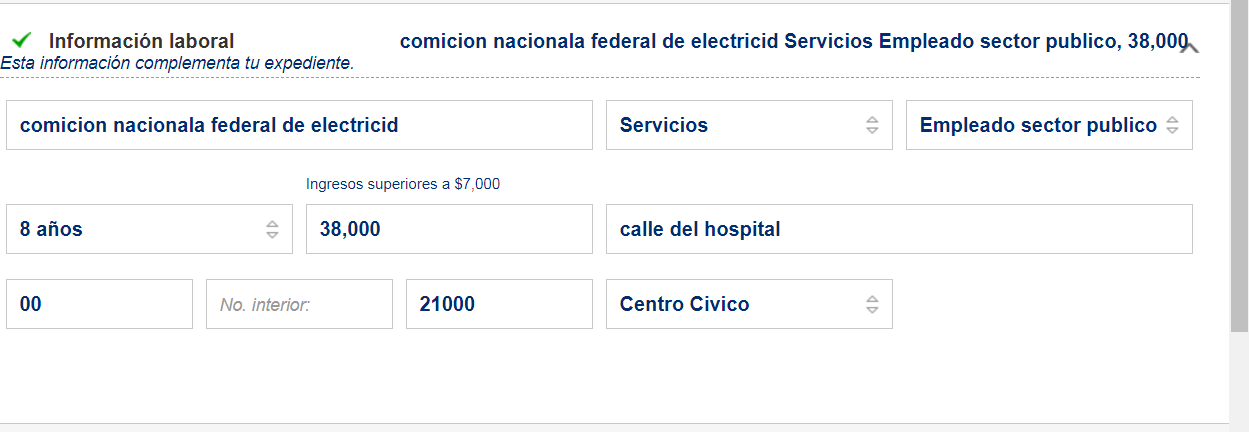 Información laboral comicion nacionala federal de electricid Servicios Empleado sector publico, 38,000
Esta información complementa tu expediente.
comicion nacionala federal de electricid Servicios Empleado sector publico
Ingresos superiores a $7,000
8 años 38,000 calle del hospital
00 No. interior: 21000 Centro Civico